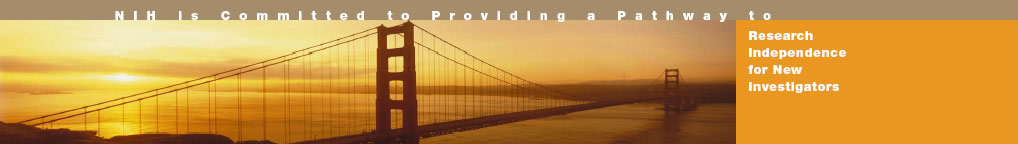 NIH is Committed to Providing a Pathway to
Research
Independence
for New
Investigators